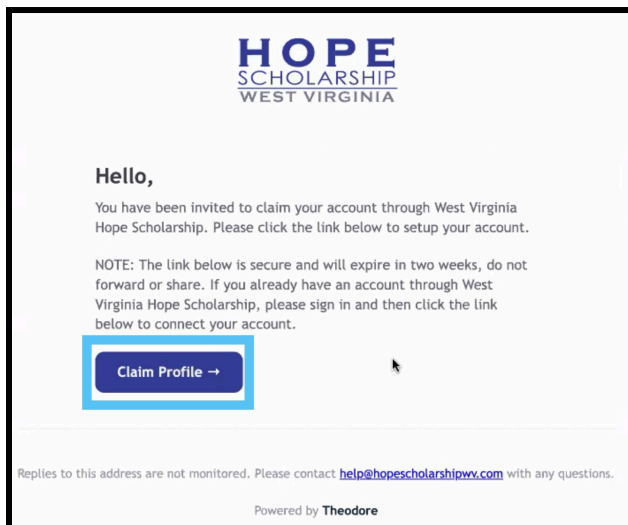 HOPE
SCHOLARSHIP
WEST VIRGINIA
Hello,
You have been invited to claim your account through West Virginia
Hope Scholarship. Please click the link below to setup your account.
NOTE: The link below is secure and will expire in two weeks, do not
forward or share. If you already have an account through West
Virginia Hope Scholarship, please sign in and then click the link
below to connect your account.
Claim Profile →
Replies to this address are not monitored. Please contact help@hopescholarshipwv.com with any questions.
Powered by Theodore